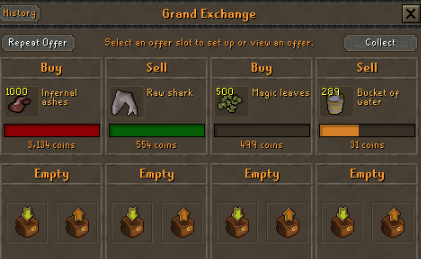 History
Grand Exchange
Repeat Offer
Select an offer slot to set up or view an offer.
Collect
Buy
Sell
Buy
Sell
1000
Infernal
ashes
Raw shark
500
Magic leaves
289
Bucket of
water
3,134 coins
554 coins
499 coins
31 coins
Empty
Empty
Empty
Empty